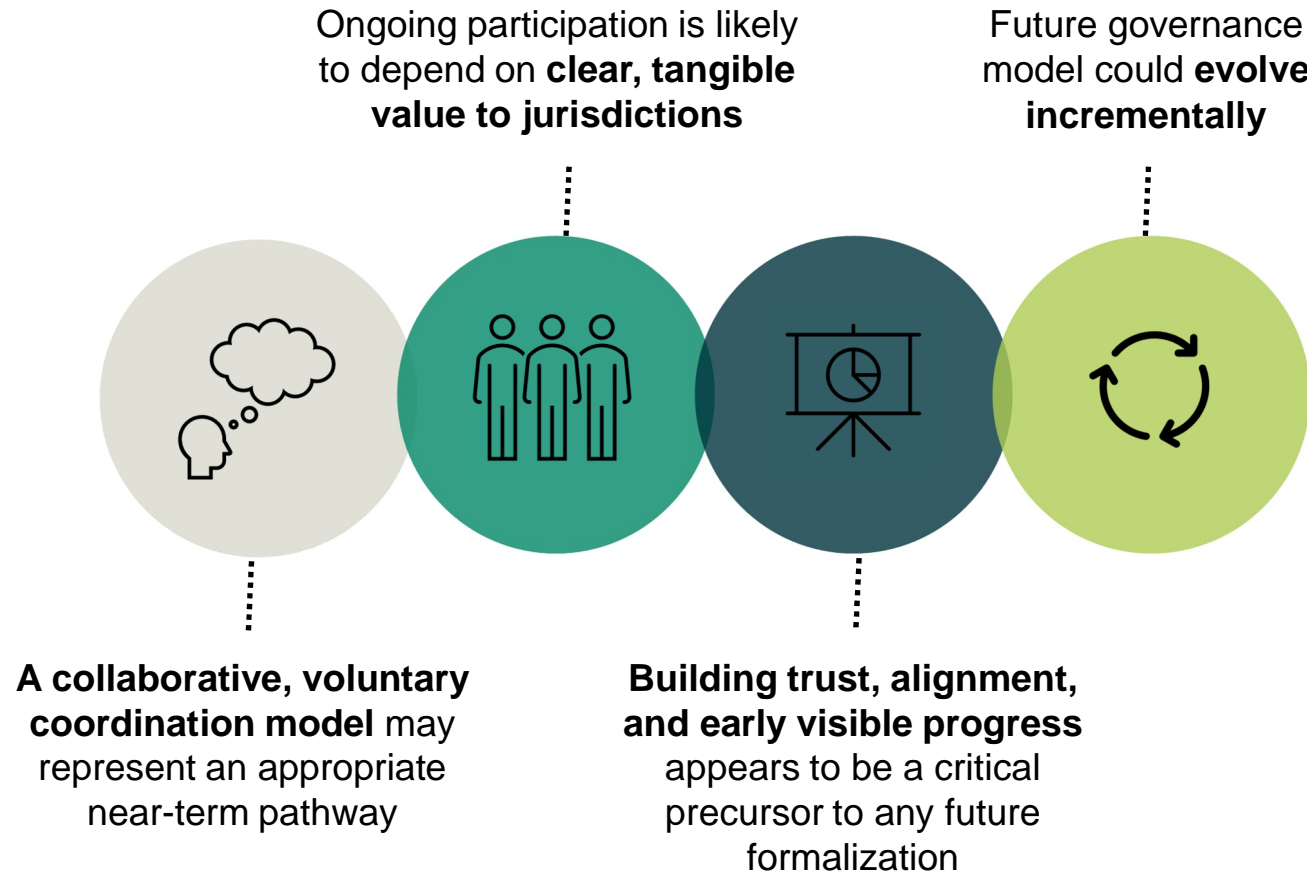 Ongoing participation is likely
to depend on clear, tangible
value to jurisdictions
Future governance
model could evolve
incrementally
A collaborative, voluntary
coordination model may
represent an appropriate
near-term pathway
Building trust, alignment,
and early visible progress
appears to be a critical
precursor to any future
formalization